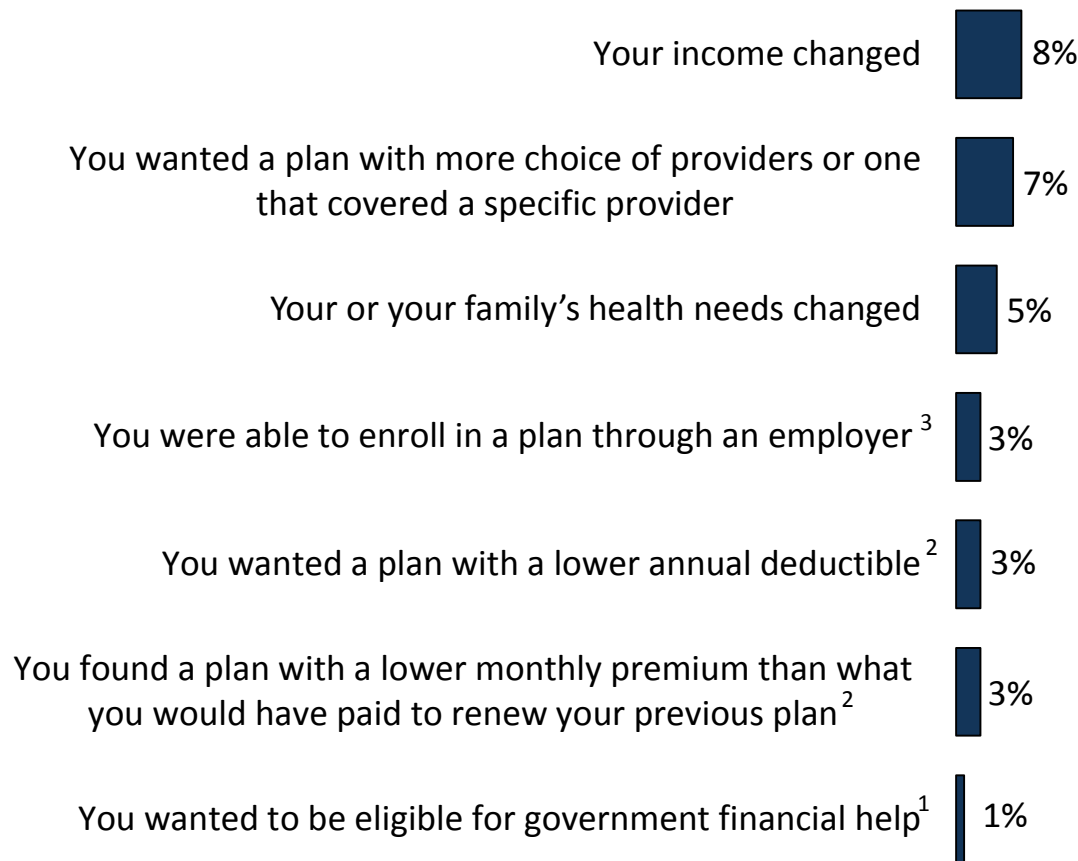 Your income changed 8%
You wanted a plan with more choice of providers or one
that covered a specific provider 7%
Your or your family’s health needs changed 5%
You were able to enroll in a plan through an employer 3 3%
You wanted a plan with a lower annual deductible 2 3%
You found a plan with a lower monthly premium than what
you would have paid to renew your previous plan 2 3%
You wanted to be eligible for government financial help 1 1%